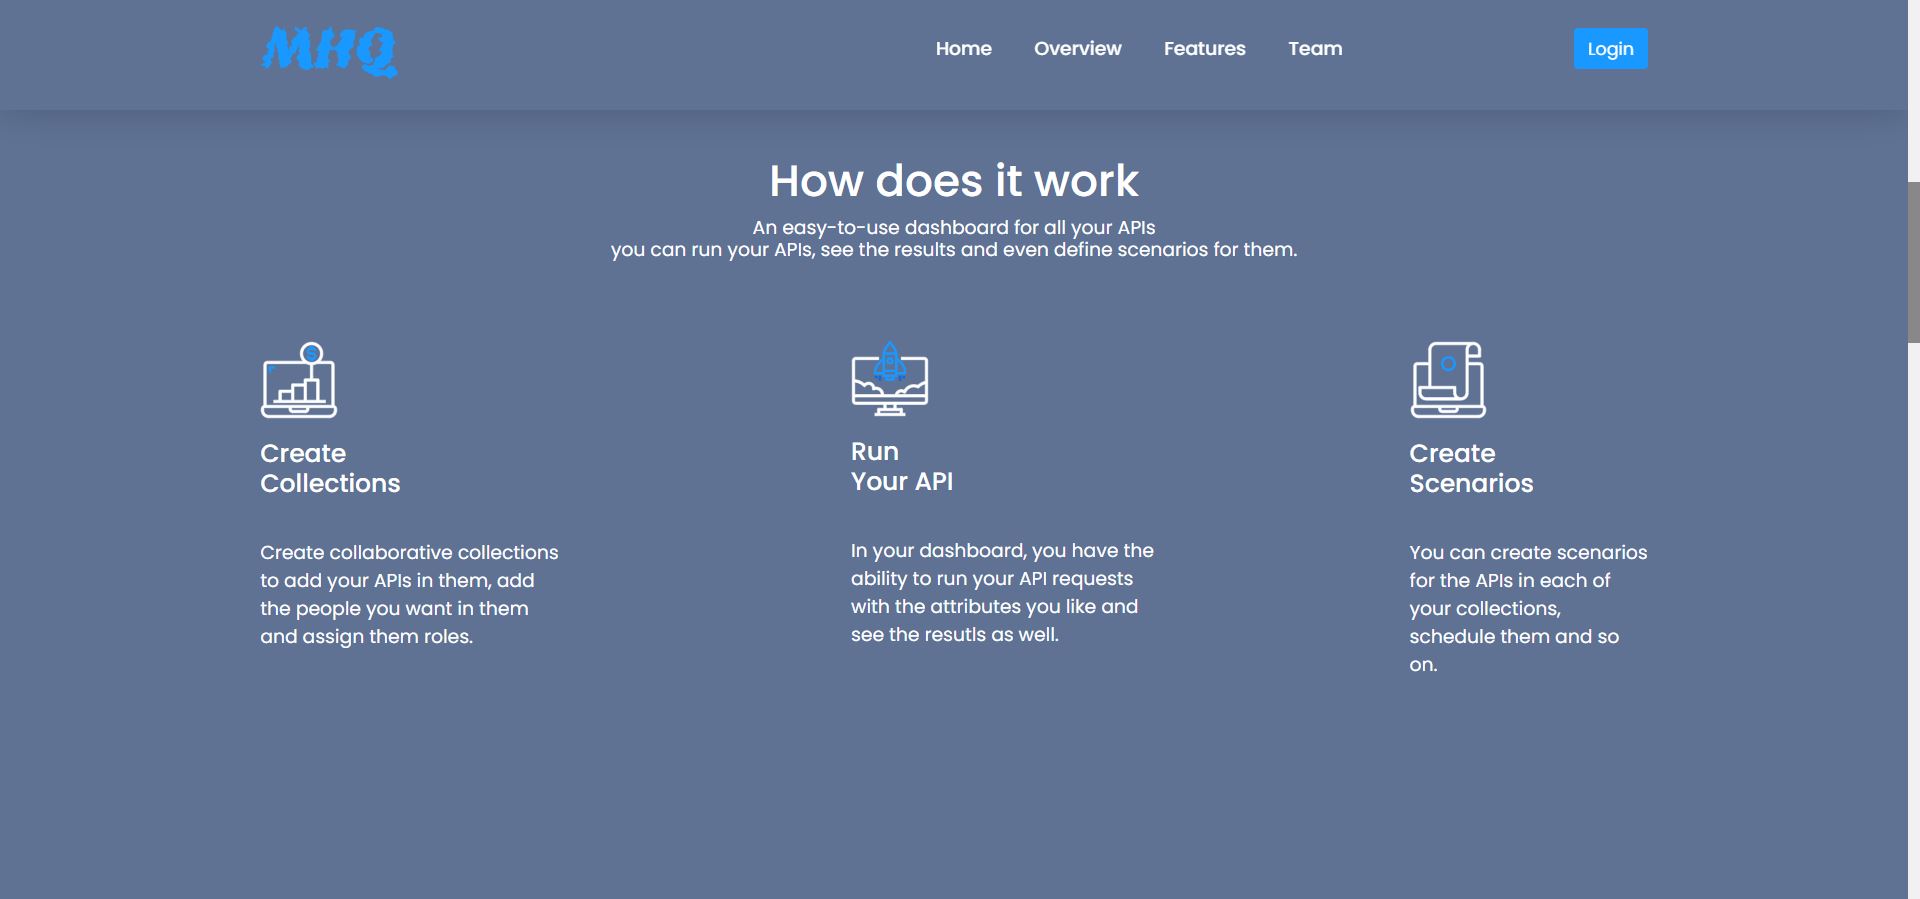 MHQ
Home Overview Features Team
Login
How does it work
An easy-to-use dashboard for all your APIs
you can run your APIs, see the results and even define scenarios for them.
Create
Collections
Create collaborative collections
to add your APIs in them, add
the people you want in them
and assign them roles.
Run
Your API
In your dashboard, you have the
ability to run your API requests
with the attributes you like and
see the resutls as well.
Create
Scenarios
You can create scenarios
for the APIs in each of
your collections,
schedule them and so
on.